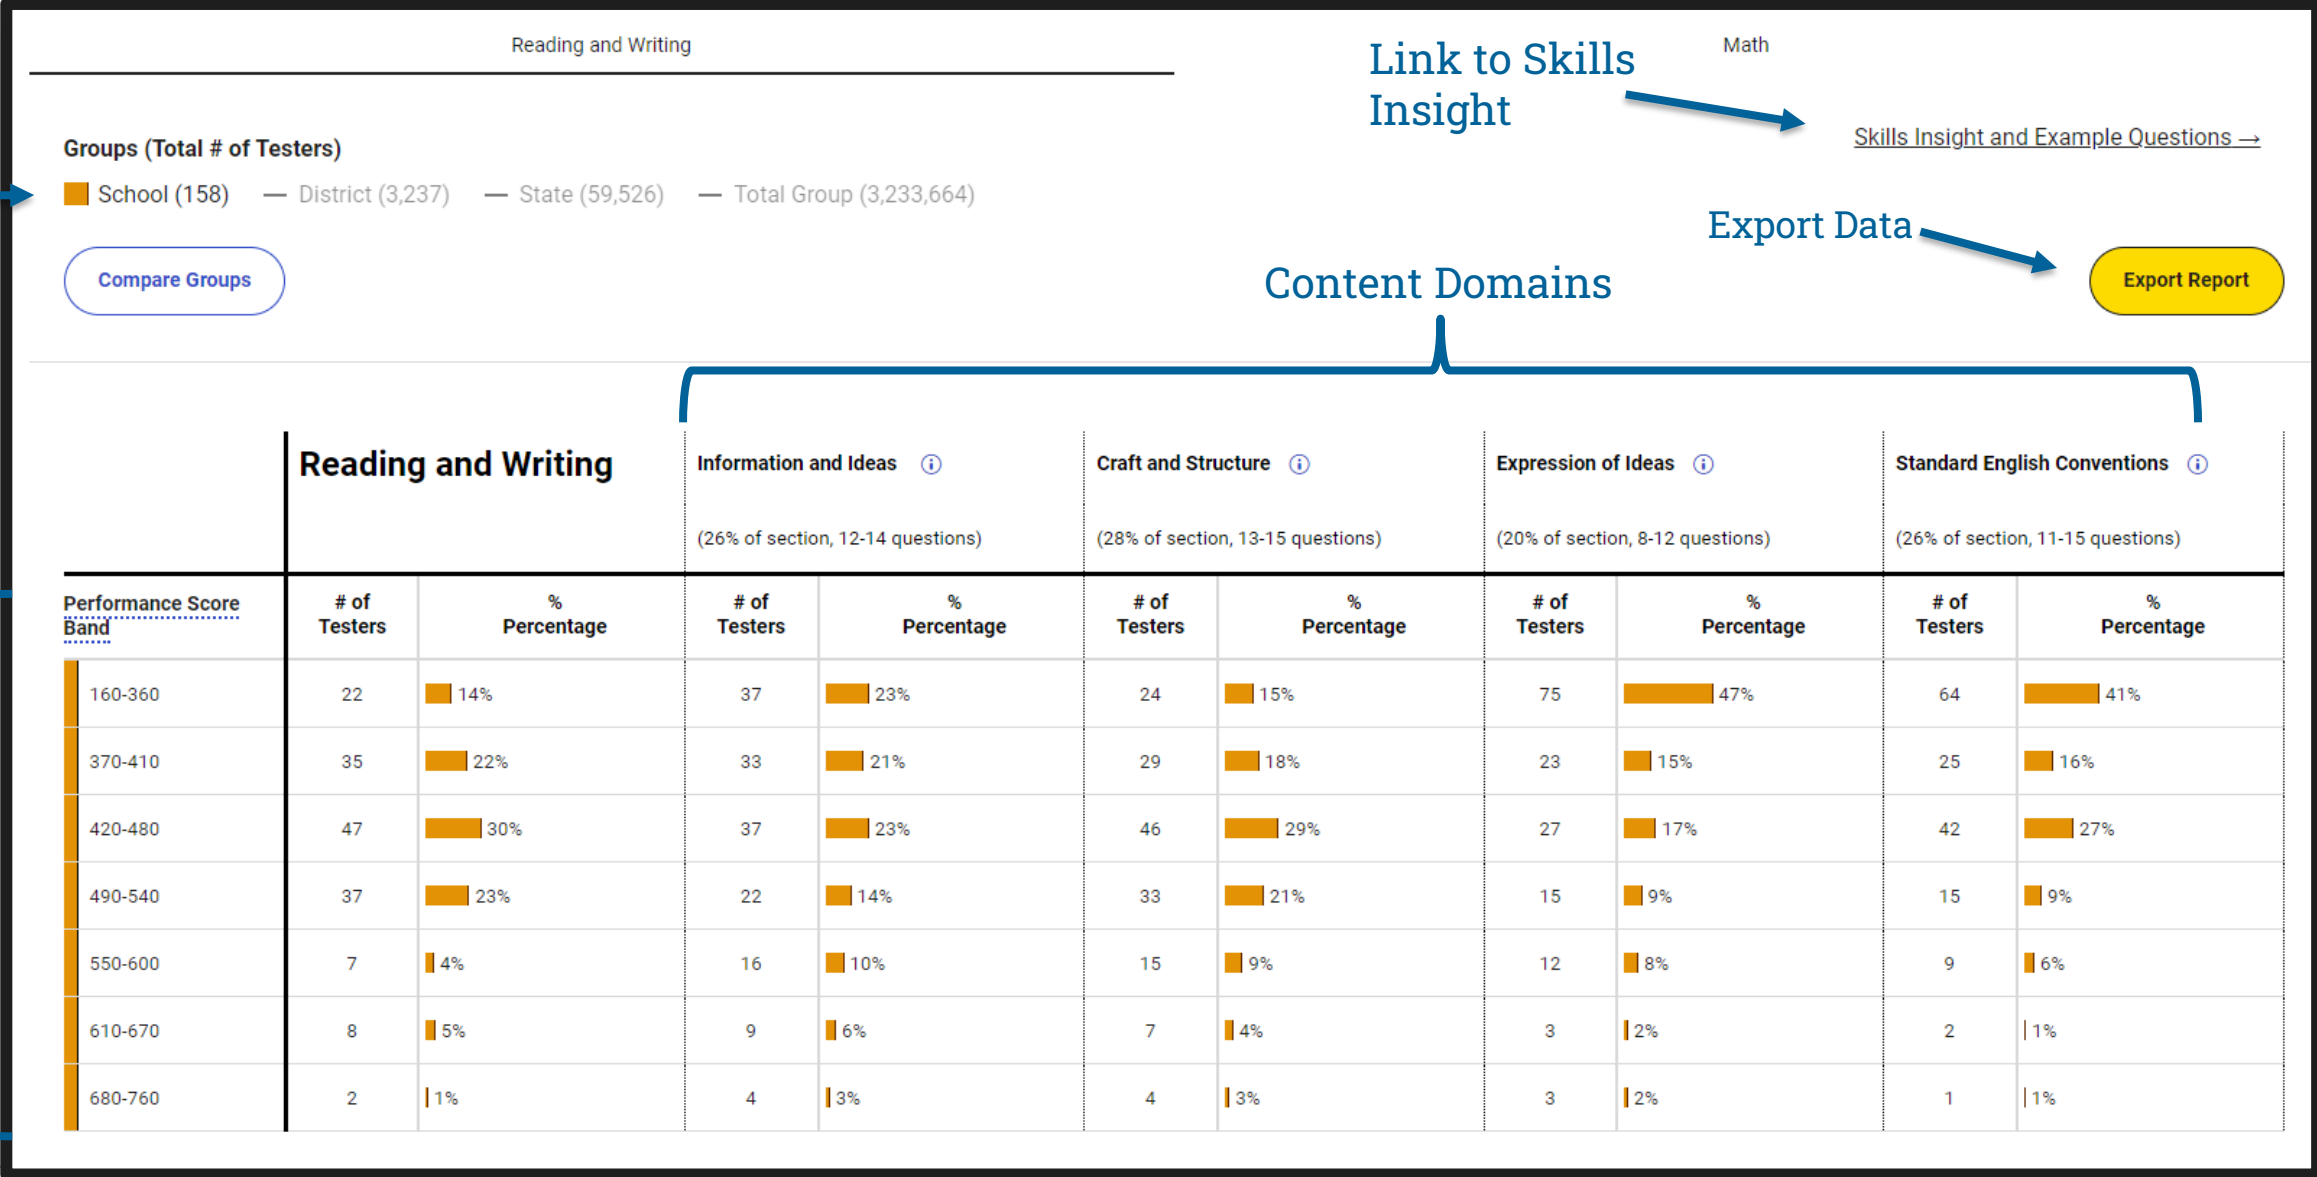 Reading and Writing
Math
Link to Skills
Insight
Skills Insight and Example Questions →
Groups (Total # of Testers)
School (158) — District (3,237) — State (59,526) — Total Group (3,233,664)
Export Data
Compare Groups
Export Report
Content Domains
Reading and Writing
Information and Ideas
Craft and Structure
Expression of Ideas
Standard English Conventions
(26% of section, 12-14 questions)
(28% of section, 13-15 questions)
(20% of section, 8-12 questions)
(26% of section, 11-15 questions)
Performance Score
Band
# of
Testers
%
Percentage
# of
Testers
%
Percentage
# of
Testers
%
Percentage
# of
Testers
%
Percentage
# of
Testers
%
Percentage
160-360 22 14% 37 23% 24 15% 75 47% 64 41%
370-410 35 22% 33 21% 29 18% 23 15% 25 16%
420-480 47 30% 37 23% 46 29% 27 17% 42 27%
490-540 37 23% 22 14% 33 21% 15 9% 15 9%
550-600 7 4% 16 10% 15 9% 12 8% 9 6%
610-670 8 5% 9 6% 7 4% 3 2% 2 1%
680-760 2 1% 4 3% 4 3% 3 2% 1 1%